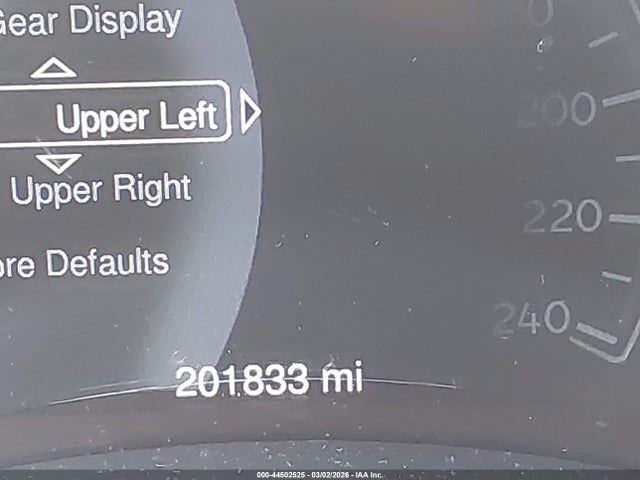 Gear Display
Upper Left
Upper Right
ore Defaults
200
220
240
201833 mi
000-44502525 - 03/02/2026 - © IAA, Inc.